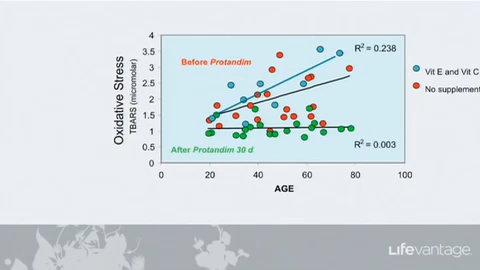 4
3.5
3
2.5
2
1.5
1
0.5
0
Oxidative Stress
TBARS (micromolar)
Before Protandim
R² = 0.238
After Protandim 30 d
R² = 0.003
0 20 40 60 80 100
AGE
Vit E and Vit C
No supplement
Lifevantage